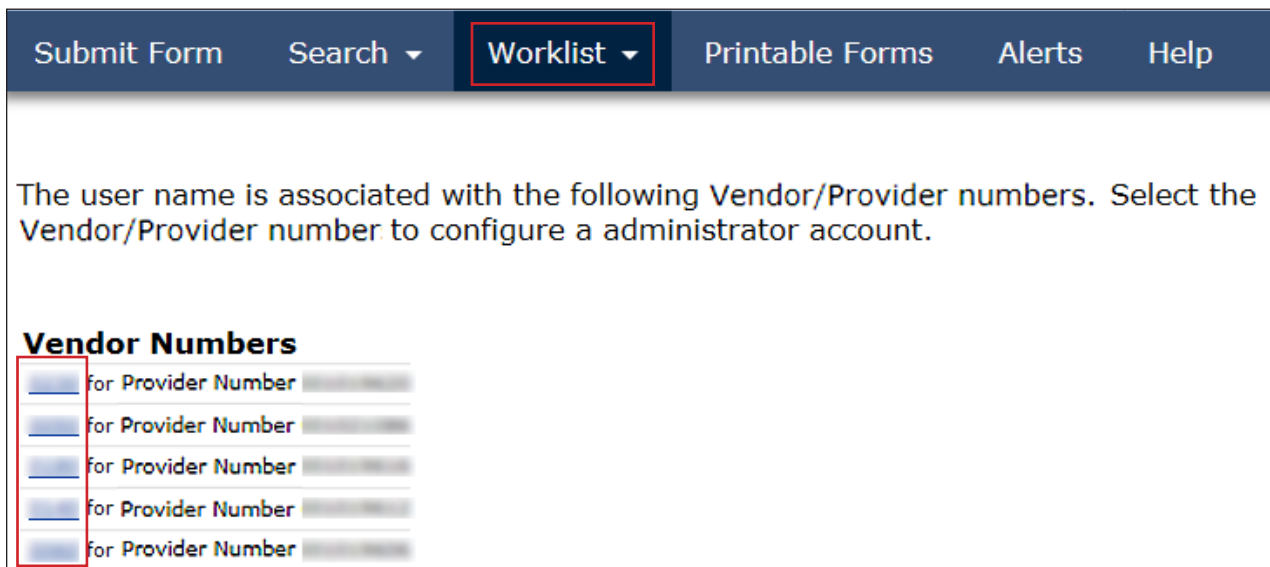 Submit Form Search Worklist Printable Forms Alerts Help
The user name is associated with the following Vendor/Provider numbers. Select the
Vendor/Provider number to configure a administrator account.
Vendor Numbers
for Provider Number
for Provider Number
for Provider Number
for Provider Number
for Provider Number